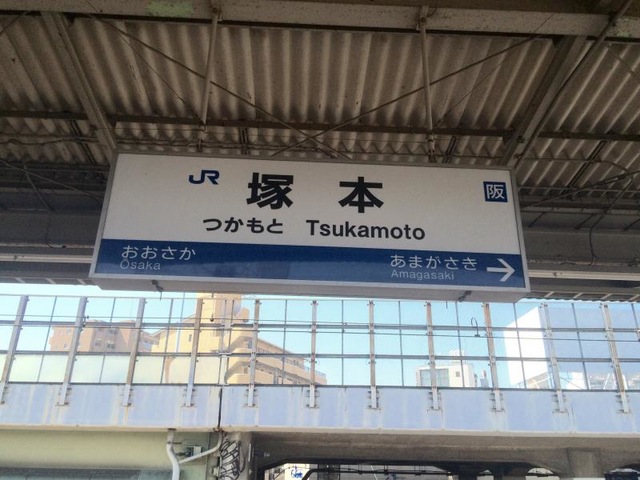 JR 塚本 阪
つかもと Tsukamoto
おおさか あまがさき
Osaka Amagasaki